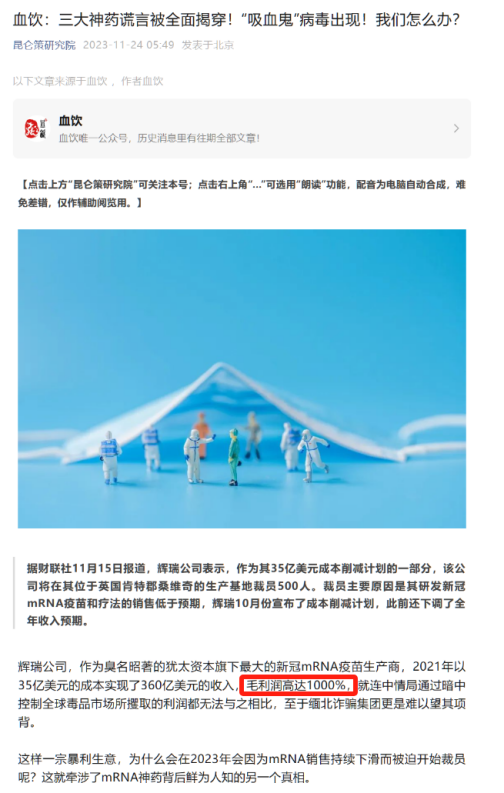 血饮：三大神药谎言被全面揭穿！“吸血鬼”病毒出现！我们怎么办？
昆仑策研究院 2023-11-24 05:49 发表于北京
以下文章来源于血饮 ，作者血饮
血饮
血饮唯一公众号，历史消息里有往期全部文章！
【点击上方“昆仑策研究院”可关注本号；点击右上角“…”可选用“朗读”功能，配音为电脑自动合成，难
免差错，仅作辅助阅览用。】
据财联社11月15日报道，辉瑞公司表示，作为其35亿美元成本削减计划的一部分，该公
司将在其位于英国肯特郡桑维奇的生产基地裁员500人。裁员主要原因是其研发新冠
mRNA疫苗和疗法的销售低于预期，辉瑞10月份宣布了成本削减计划，此前还下调了全
年收入预期。
辉瑞公司，作为臭名昭著的犹太资本旗下最大的新冠mRNA疫苗生产商，2021年以
35亿美元的成本实现了360亿美元的收入，毛利润高达1000%，就连中情局通过暗中
控制全球毒品市场所攫取的利润都无法与之相比，至于缅北诈骗集团更是难以望其项
背。
这样一宗暴利生意，为什么会在2023年会因为mRNA销售持续下滑而被迫开始裁员
呢？这就牵涉了mRNA神药背后鲜为人知的另一个真相。